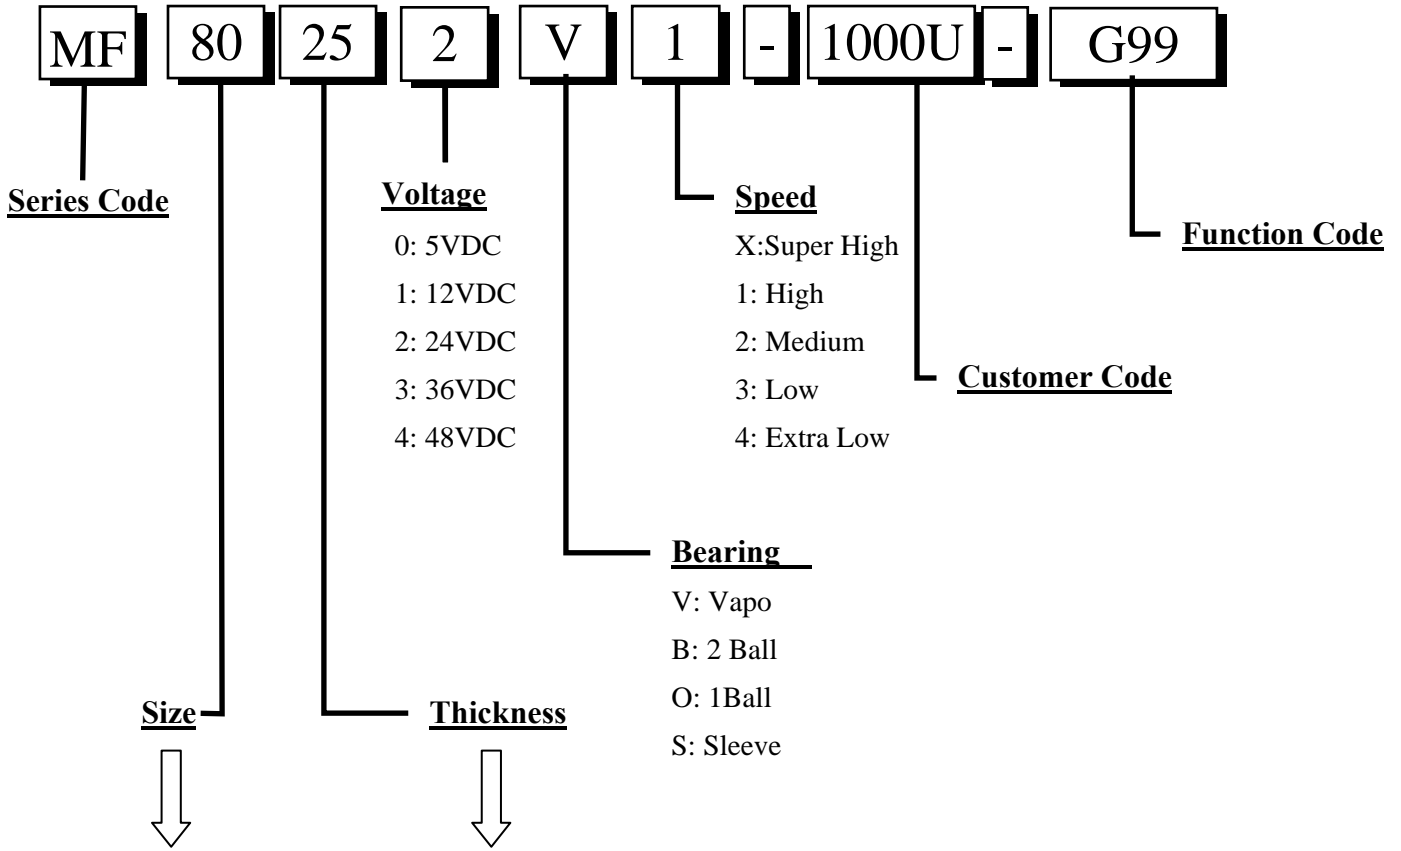 MF 80 25 2 V 1 - 1000U - G99
Series Code
Voltage
0: 5VDC
1: 12VDC
2: 24VDC
3: 36VDC
4: 48VDC
Speed
X:Super High
1: High
2: Medium
3: Low
4: Extra Low
Function Code
Customer Code
Bearing
V: Vapo
B: 2 Ball
O: 1Ball
S: Sleeve
Size
Thickness